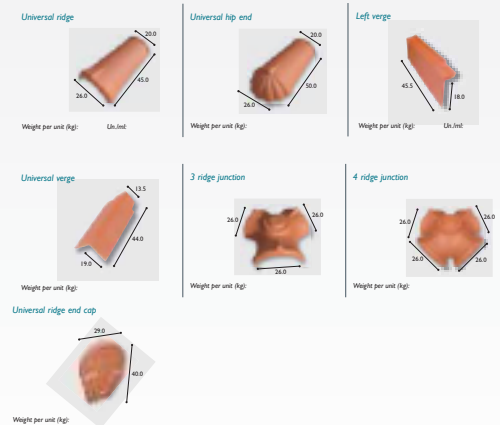 Universal ridge
20.0
45.0
26.0
Weight per unit (kg): Un./ml:
Universal hip end
20.0
50.0
26.0
Weight per unit (kg):
Left verge
45.5
18.0
Weight per unit (kg): Un./ml:
Universal verge
13.5
44.0
19.0
Weight per unit (kg):
3 ridge junction
26.0
26.0
26.0
Weight per unit (kg):
4 ridge junction
26.0
26.0
26.0
26.0
Weight per unit (kg):
Universal ridge end cap
29.0
40.0
Weight per unit (kg):